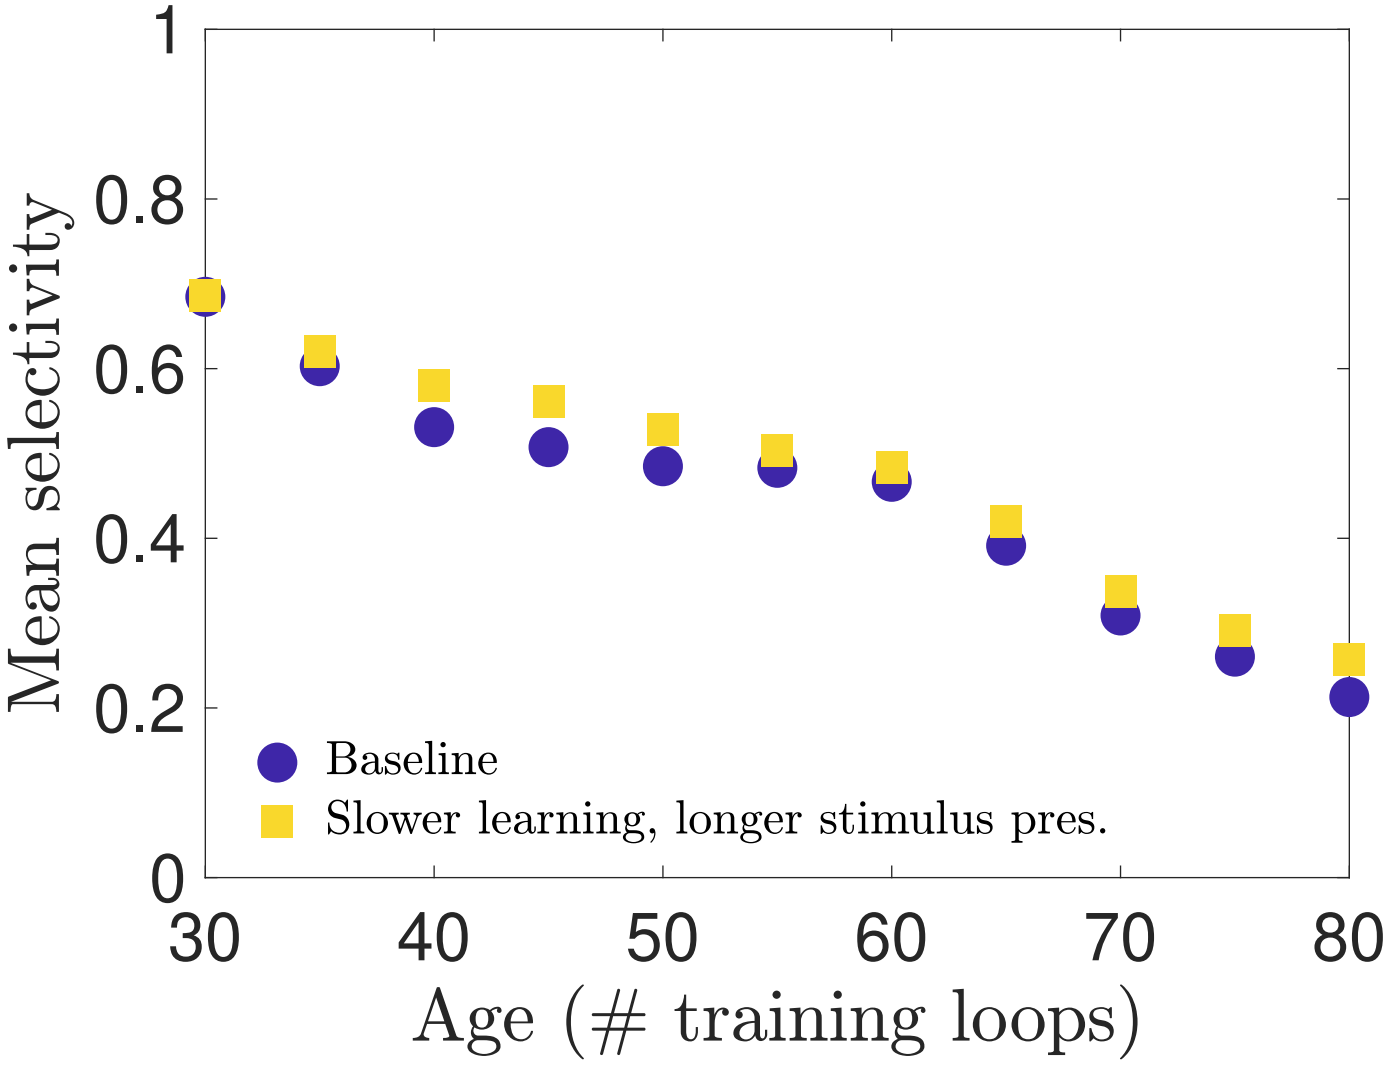 1
0.8
0.6
0.4
0.2
0
Mean selectivity
Baseline
Slower learning, longer stimulus pres.
30 40 50 60 70 80
Age (# training loops)